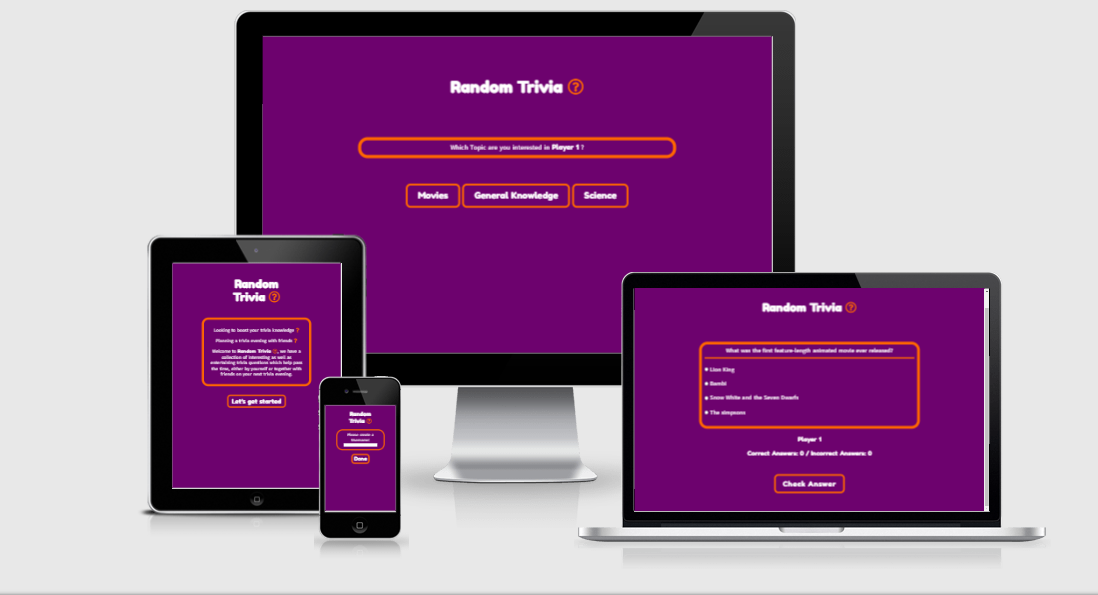 Random Trivia ?
Which Topic are you interested in Player 1 ?
Movies
General Knowledge
Science
Random
Trivia ?
Looking to boost your trivia knowledge ?
Planning a trivia evening with friends ?
Welcome to Random Trivia ?, we have a
collection of interesting as well as
entertaining trivia questions which help pass
the time, either by yourself or together with
friends on your next trivia evening.
Let's get started
Random
Trivia ?
Please create a
Username:
Done
Random Trivia ?
What was the first feature-length animated movie ever released?
Lion King
Bambi
Snow White and the Seven Dwarfs
The simpsons
Player 1
Correct Answers: 0 / Incorrect Answers: 0
Check Answer